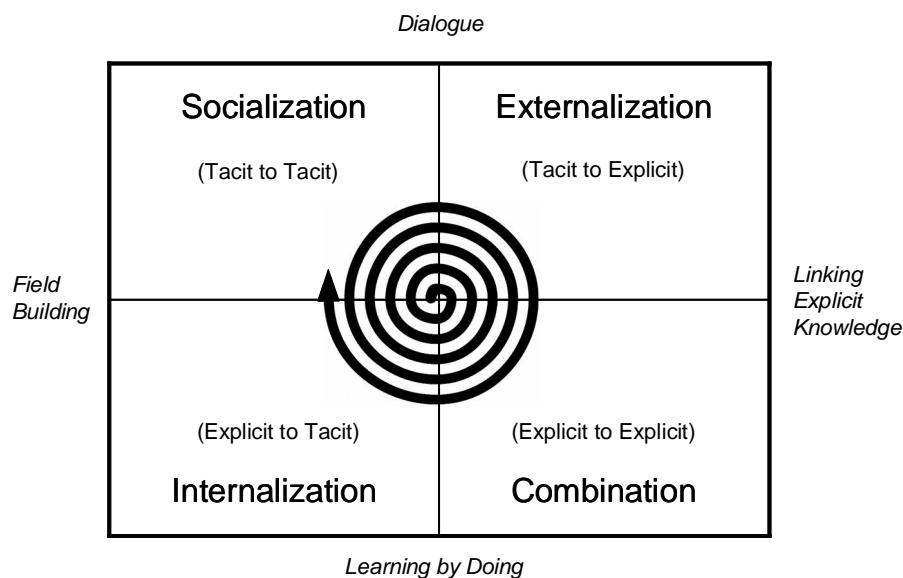 Dialogue
Socialization
Externalization
(Tacit to Tacit)
(Tacit to Explicit)
Field
Building
Linking
Explicit
Knowledge
(Explicit to Tacit)
(Explicit to Explicit)
Internalization
Combination
Learning by Doing